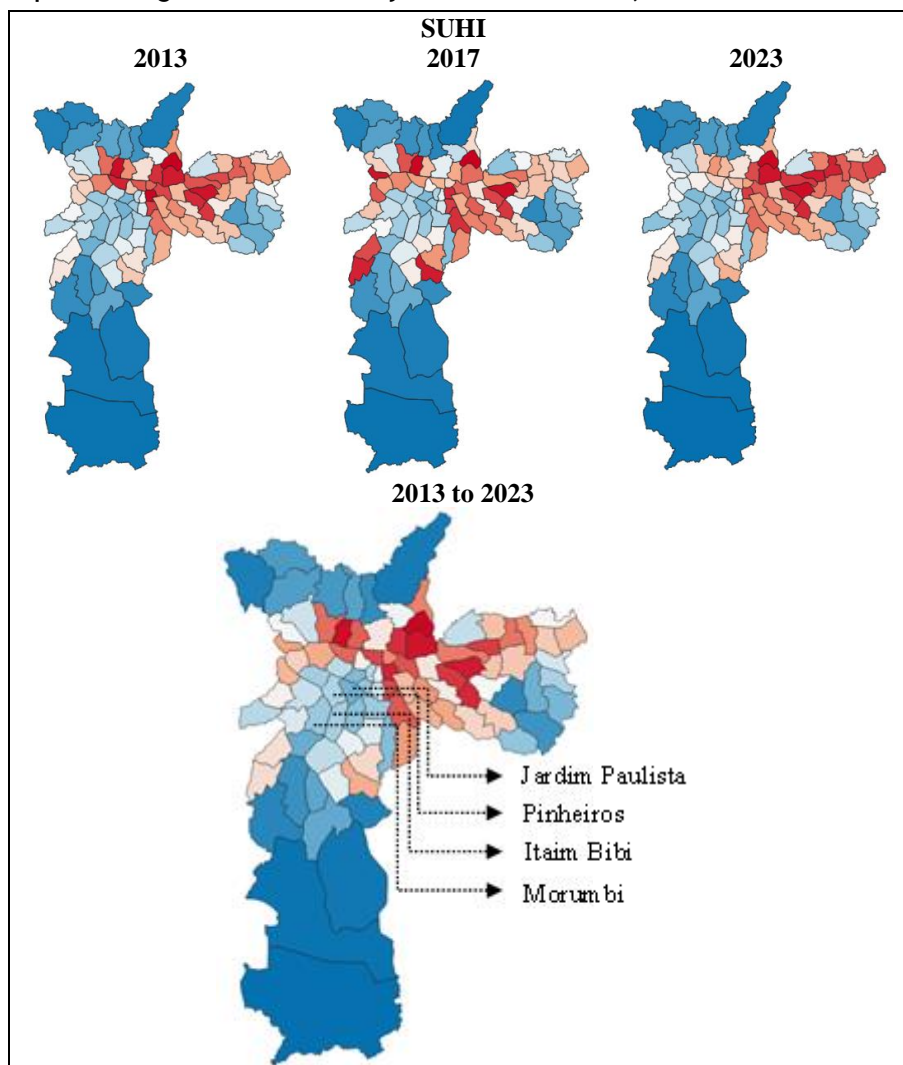 SUHI
2013 2017 2023
2013 to 2023
Jardim Paulista
Pinheiros
Itaim Bibi
Morumbi